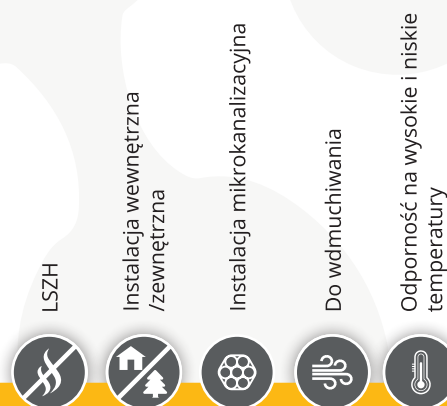 LSZH
Instalacja wewnętrzna
/zewnętrzna
Instalacja mikrokanalizacyjna
Do wdmuchiwania
Odporność na wysokie i niskie
temperatury